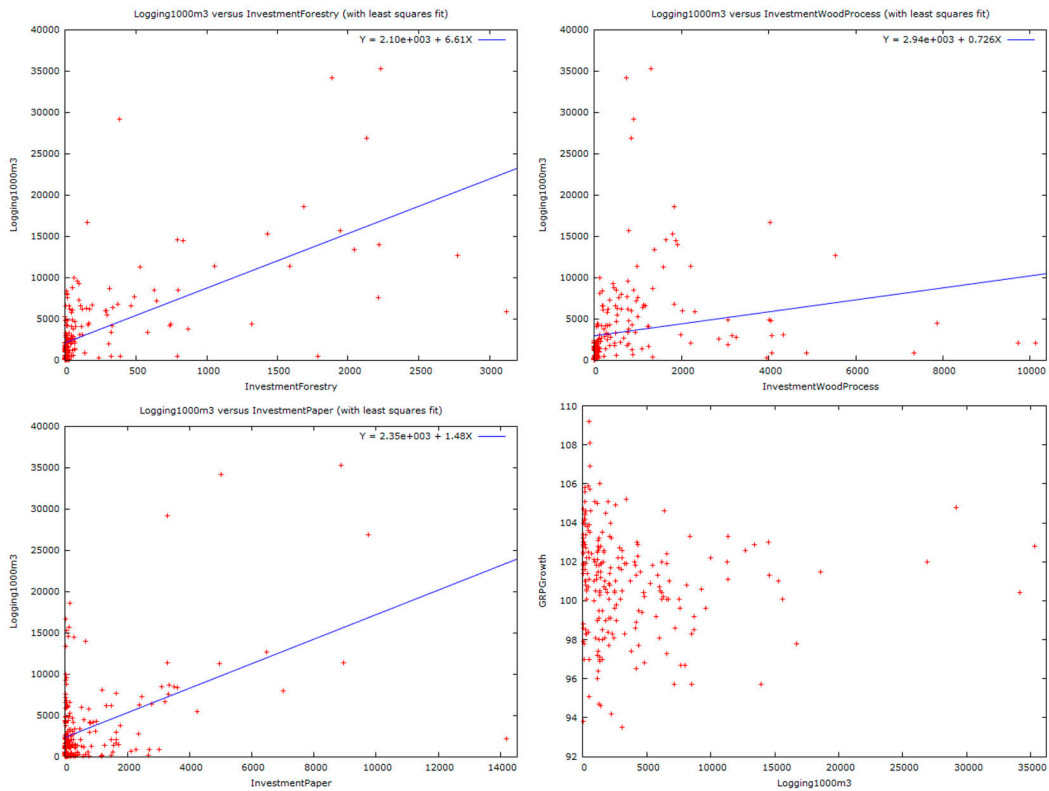 Logging1000m3 versus InvestmentForestry (with least squares fit)
40000
Y = 2.10e+003 + 6.61X
35000
30000
25000
20000
15000
10000
5000
0
Logging1000m3
0 500 1000 1500 2000 2500 3000
InvestmentForestry
Logging1000m3 versus InvestmentWoodProcess (with least squares fit)
40000
Y = 2.94e+003 + 0.726X
35000
30000
25000
20000
15000
10000
5000
0
Logging1000m3
0 2000 4000 6000 8000 10000
InvestmentWoodProcess
Logging1000m3 versus InvestmentPaper (with least squares fit)
40000
Y = 2.35e+003 + 1.48X
35000
30000
25000
20000
15000
10000
5000
0
Logging1000m3
0 2000 4000 6000 8000 10000 12000 14000
InvestmentPaper
110
108
106
104
102
100
98
96
94
92
GRPGrowth
0 5000 10000 15000 20000 25000 30000 35000
Logging1000m3